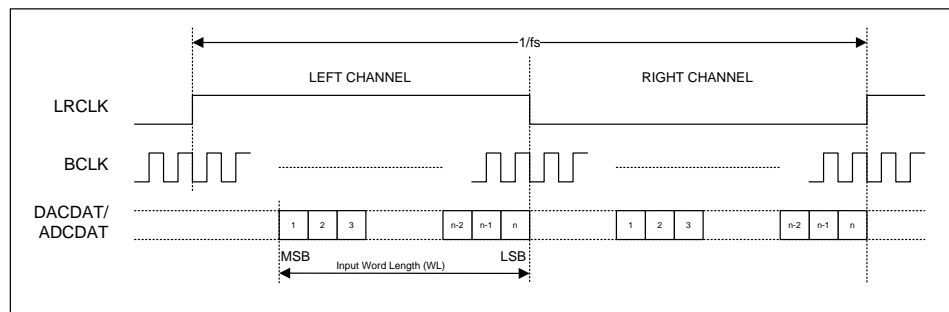 1/fs
LEFT CHANNEL RIGHT CHANNEL
LRCLK
BCLK
DACDAT/
ADCDAT
1 2 3 n-2 n-1 n 1 2 3 n-2 n-1 n
MSB LSB
Input Word Length (WL)